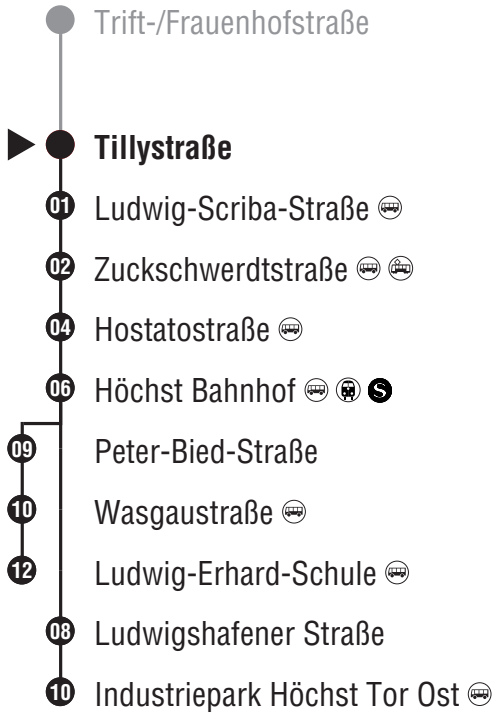 Trift-/Frauenhofstraße
Tillystraße
01 Ludwig-Scriba-Straße
02 Zuckschwerdtstraße
04 Hostatostraße
06 Höchst Bahnhof S
09 Peter-Bied-Straße
10 Wasgaustraße
12 Ludwig-Erhard-Schule
08 Ludwigshafener Straße
10 Industriepark Höchst Tor Ost